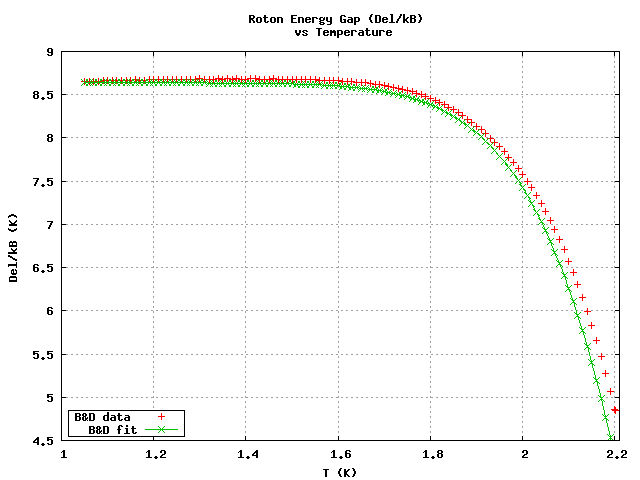 Roton Energy Gap (Del/kB)
vs Temperature
9
8.5
8
7.5
7
6.5
6
5.5
5
4.5
Del/kB (K)
B&D data
B&D fit
1
1.2
1.4
1.6
1.8
2
2.2
T (K)